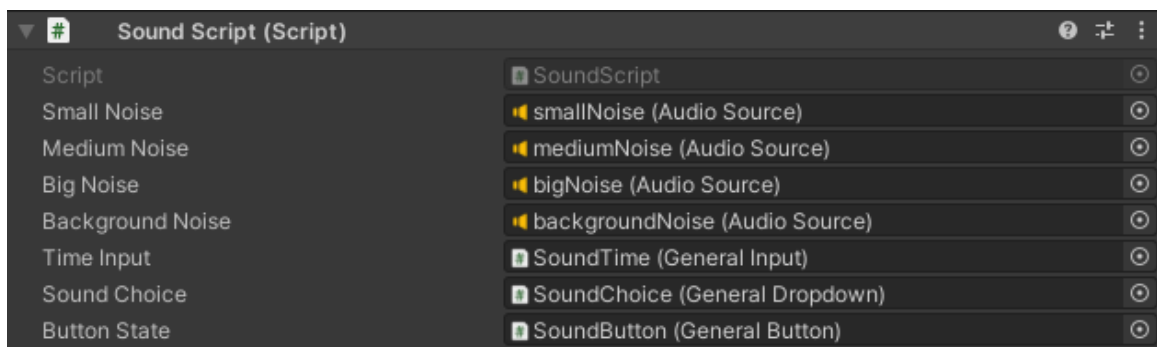 # Sound Script (Script)
Script # SoundScript
Small Noise smallNoise (Audio Source)
Medium Noise mediumNoise (Audio Source)
Big Noise bigNoise (Audio Source)
Background Noise backgroundNoise (Audio Source)
Time Input # SoundTime (General Input)
Sound Choice # SoundChoice (General Dropdown)
Button State # SoundButton (General Button)